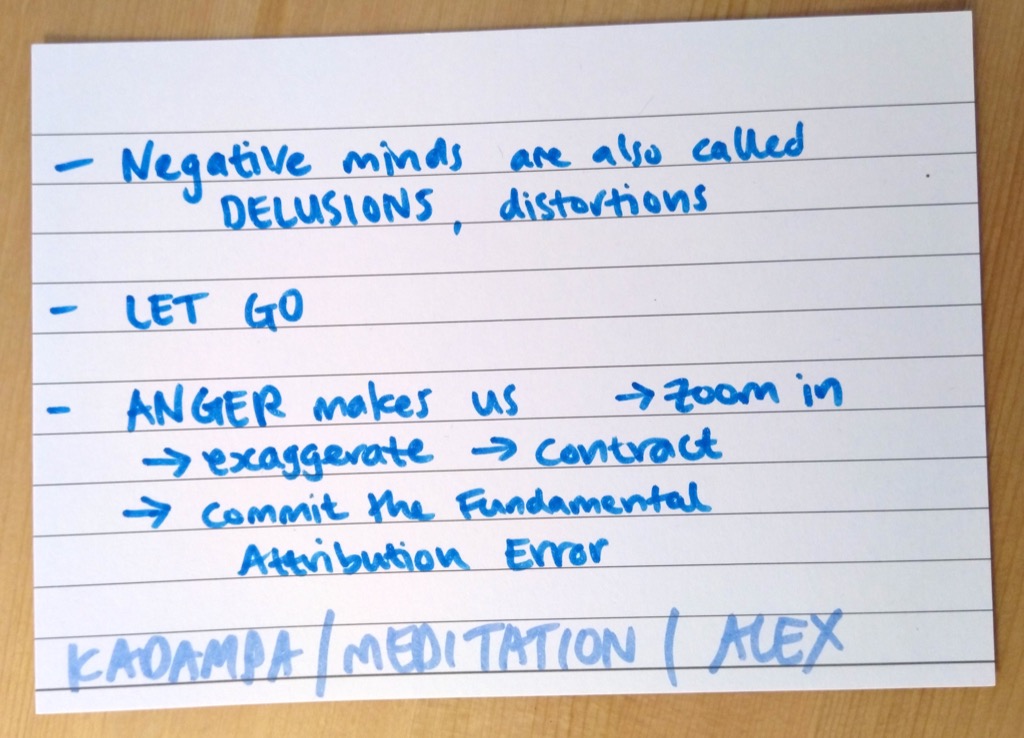 - Negative minds are also called
DELUSIONS, distortions
- LET GO
- ANGER makes us → zoom in
→ exaggerate → contract
→ commit the Fundamental
Attribution Error
KADAMPA / MEDITATION / ALEX